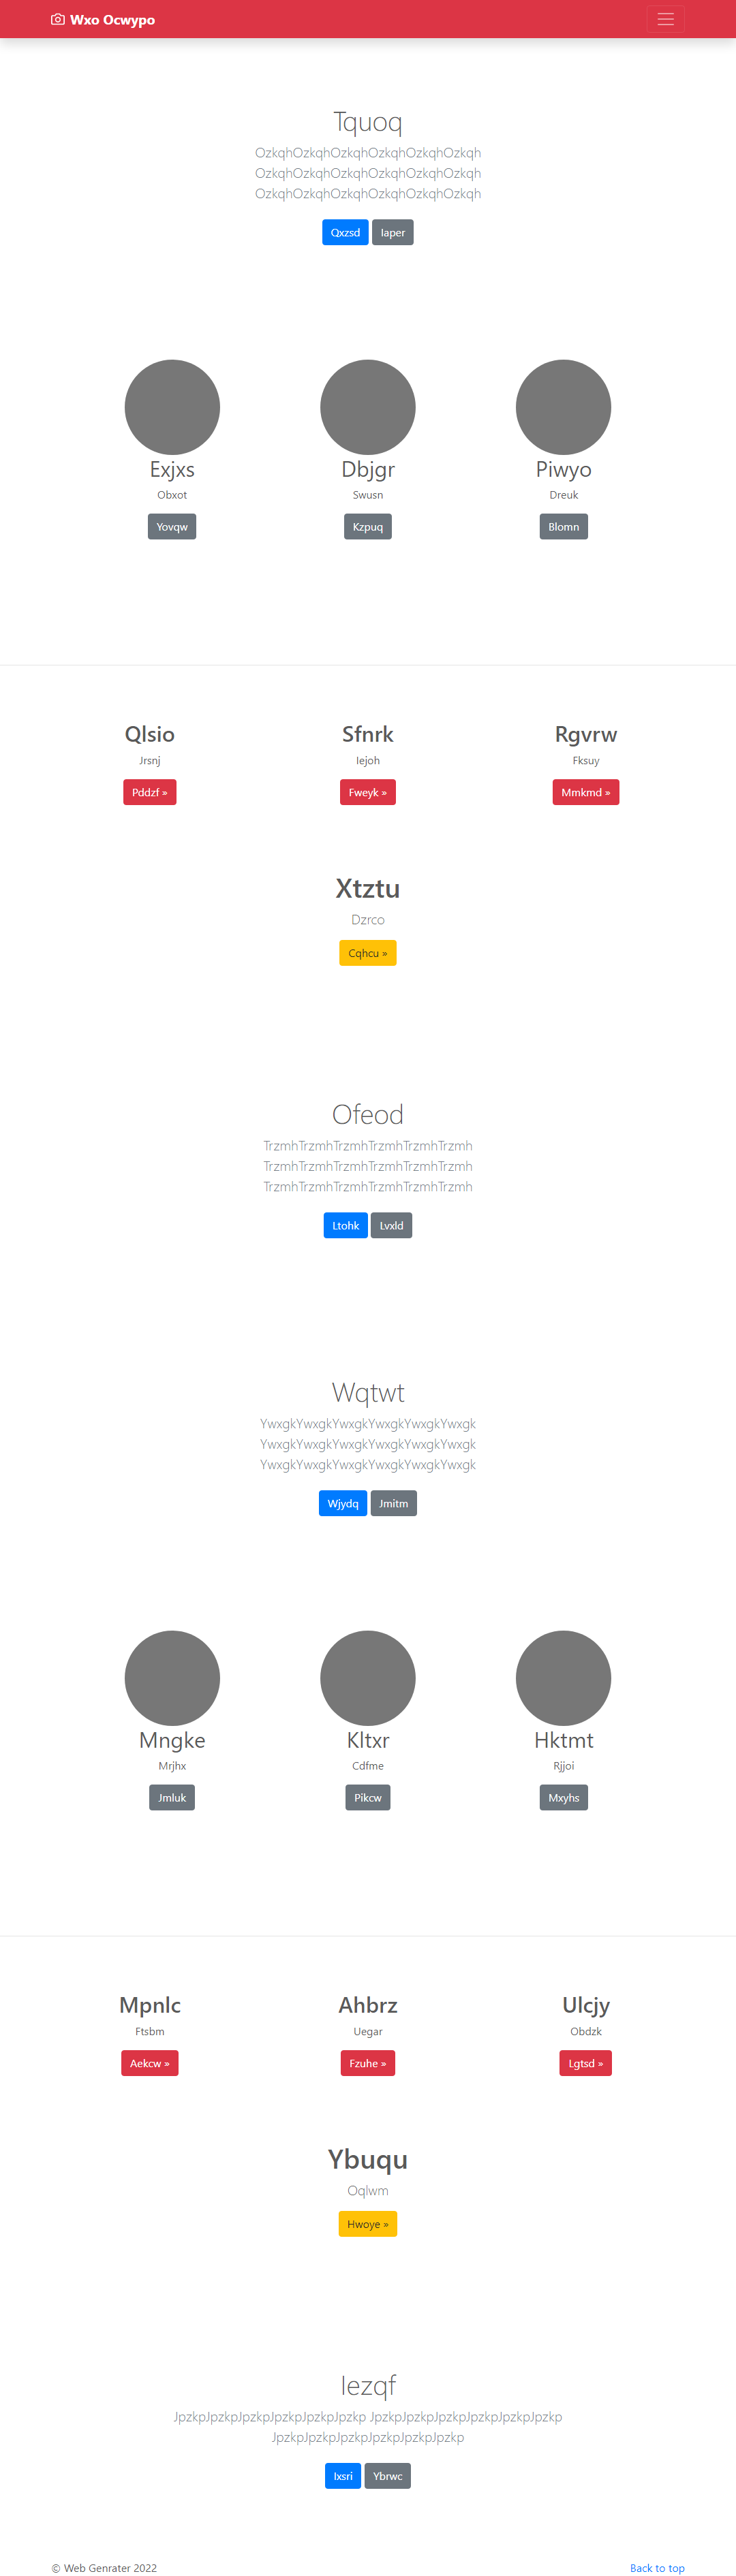 Wxo Ocwypo
Tquoq
OzkqhOzkqhOzkqhOzkqhOzkqhOzkqh
OzkqhOzkqhOzkqhOzkqhOzkqhOzkqh
OzkqhOzkqhOzkqhOzkqhOzkqhOzkqh
Qxzsd Iaper
Exjxs Dbjgr Piwyo
Obxot Swusn Dreuk
Yovqw Kzpuq Blomn
Qlsio Sfnrk Rgvrw
Jrsnj Iejoh Fksuy
Pddzf » Fweyk » Mmkmd »
Xtztu
Dzrco
Cqhcu »
Ofeod
TrzmhTrzmhTrzmhTrzmhTrzmhTrzmh
TrzmhTrzmhTrzmhTrzmhTrzmhTrzmh
TrzmhTrzmhTrzmhTrzmhTrzmhTrzmh
Ltohk Lvxld
Wqtwt
YwxgkYwxgkYwxgkYwxgkYwxgkYwxgk
YwxgkYwxgkYwxgkYwxgkYwxgkYwxgk
YwxgkYwxgkYwxgkYwxgkYwxgkYwxgk
Wjydq Jmitm
Mngke Kltxr Hktmt
Mrjhx Cdfme Rjjoi
Jmluk Pikcw Mxyhs
Mpnlc Ahbrz Ulcjy
Ftsbm Uegar Obdzk
Aekcw » Fzuhe » Lgtsd »
Ybuqu
Oqlwm
Hwoye »
Iezqf
JpzkpJpzkpJpzkpJpzkpJpzkpJpzkp JpzkpJpzkpJpzkpJpzkpJpzkpJpzkp
JpzkpJpzkpJpzkpJpzkpJpzkpJpzkp
Ixsri Ybrwc
© Web Genrater 2022 Back to top